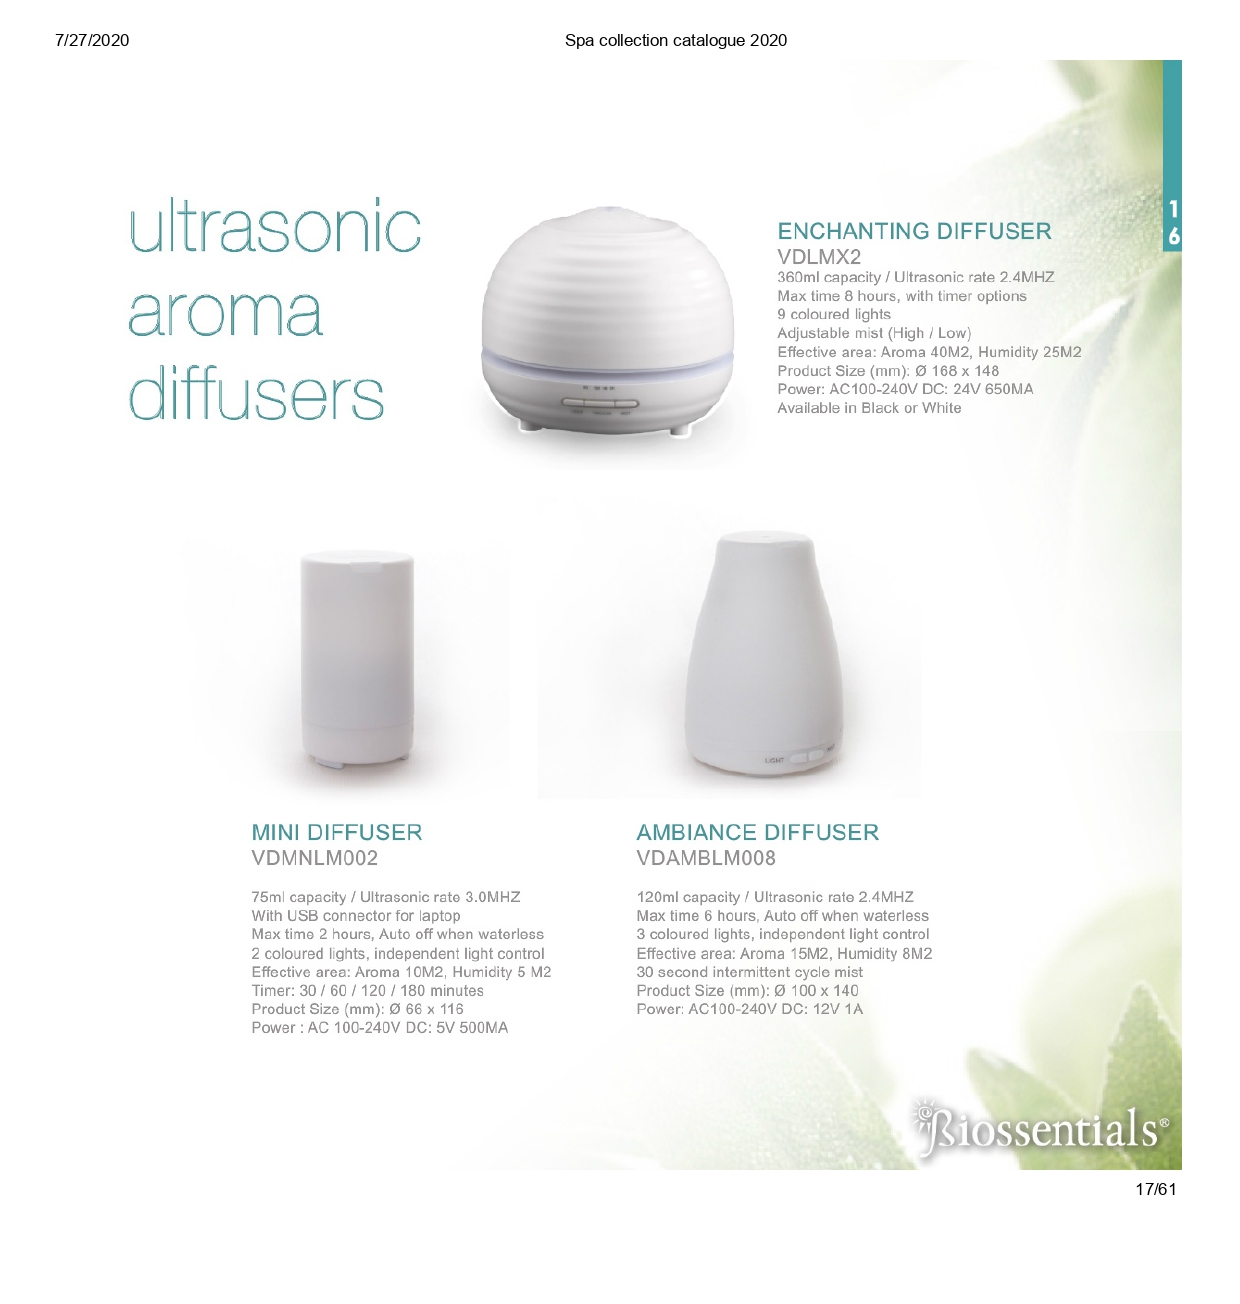 7/27/2020
Spa collection catalogue 2020
1
6
ultrasonic
aroma
diffusers
ENCHANTING DIFFUSER
VDLMX2
360ml capacity / Ultrasonic rate 2.4MHZ
Max time 8 hours, with timer options
9 coloured lights
Adjustable mist (High / Low)
Effective area: Aroma 40M2, Humidity 25M2
Product Size (mm): Ø 168 x 148
Power: AC100-240V DC: 24V 650MA
Available in Black or White
LIGHT
MINI DIFFUSER
VDMNLM002
75ml capacity / Ultrasonic rate 3.0MHZ
With USB connector for laptop
Max time 2 hours, Auto off when waterless
2 coloured lights, independent light control
Effective area: Aroma 10M2, Humidity 5 M2
Timer: 30 / 60 / 120 / 180 minutes
Product Size (mm): Ø 66 x 116
Power : AC 100-240V DC: 5V 500MA
AMBIANCE DIFFUSER
VDAMBLM008
120ml capacity / Ultrasonic rate 2.4MHZ
Max time 6 hours, Auto off when waterless
3 coloured lights, independent light control
Effective area: Aroma 15M2, Humidity 8M2
30 second intermittent cycle mist
Product Size (mm): Ø 100 x 140
Power: AC100-240V DC: 12V 1A
Biossentials®
17/61